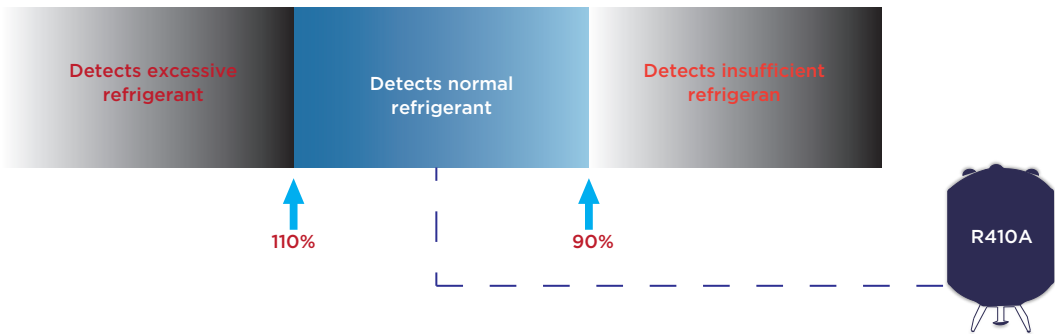 Detects excessive
refrigerant
Detects normal
refrigerant
Detects insufficient
refrigeran
110%
90%
R410A